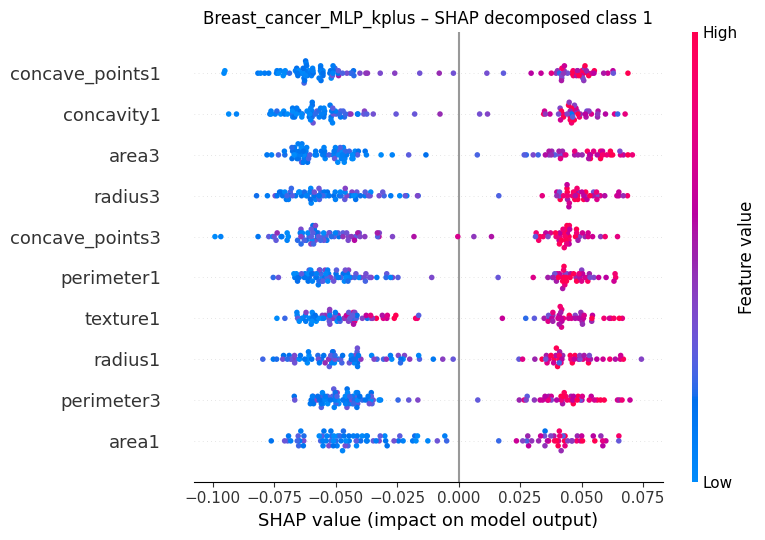 Breast_cancer_MLP_kplus – SHAP decomposed class 1
High
concave_points1
concavity1
area3
radius3
concave_points3
perimeter1
texture1
radius1
perimeter3
area1
Feature value
Low
−0.100 −0.075 −0.050 −0.025 0.000 0.025 0.050 0.075
SHAP value (impact on model output)